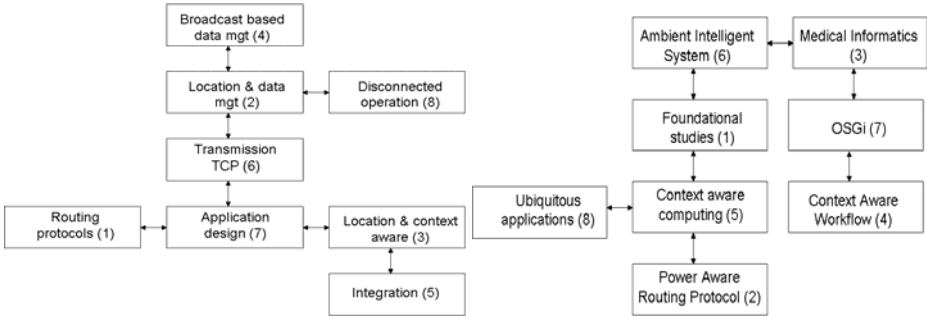 Broadcast based
data mgt (4)
Location & data
mgt (2)
Disconnected
operation (8)
Transmission
TCP (6)
Routing
protocols (1)
Application
design (7)
Location & context
aware (3)
Integration (5)
Ambient Intelligent
System (6)
Medical Informatics
(3)
Foundational
studies (1)
OSGi (7)
Ubiquitous
applications (8)
Context aware
computing (5)
Context Aware
Workflow (4)
Power Aware
Routing Protocol (2)